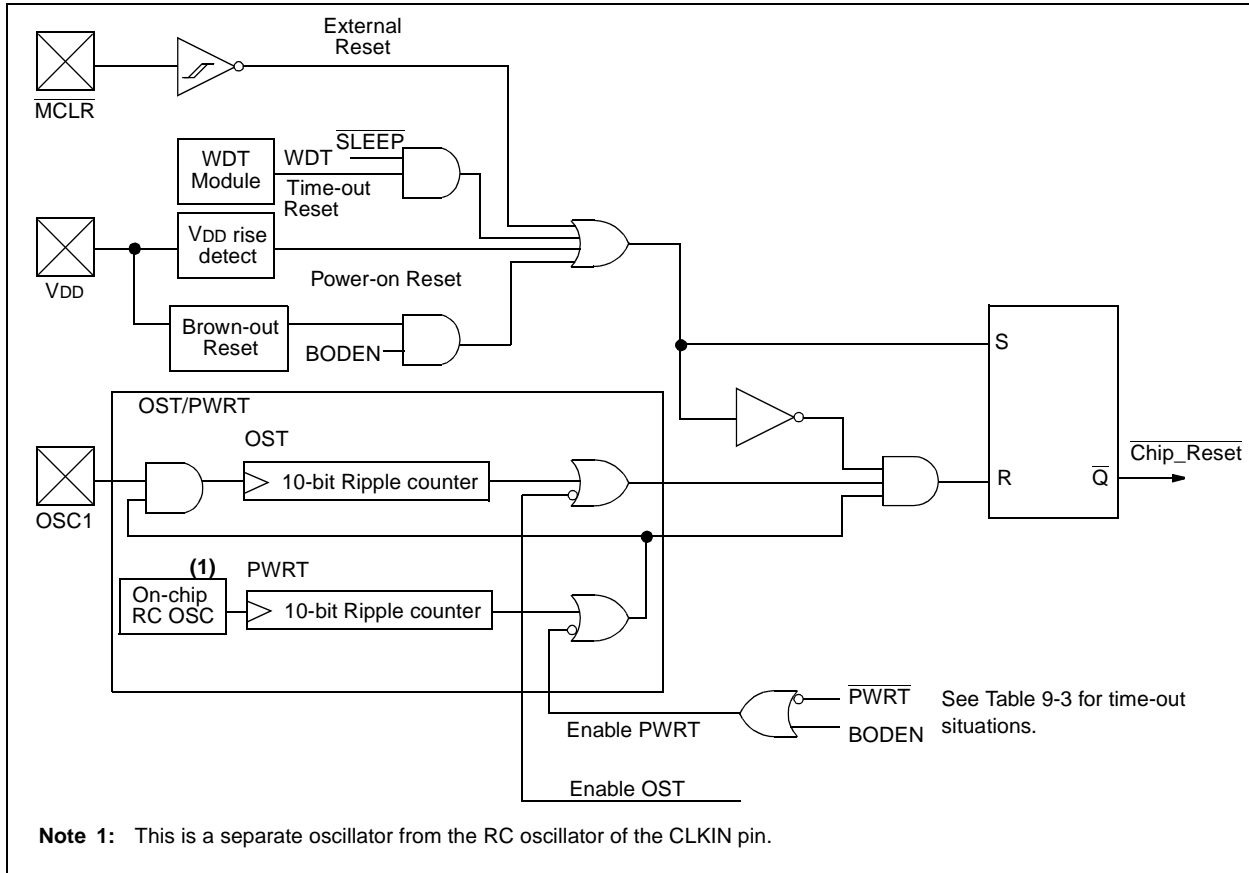 External
Reset
MCLR
SLEEP
WDT
Module
WDT
Time-out
Reset
VDD rise
detect
VDD
Power-on Reset
Brown-out
Reset
BODEN
S
OST/PWRT
OST
10-bit Ripple counter
OSC1
R
Q
Chip_Reset
(1)
PWRT
On-chip
RC OSC
10-bit Ripple counter
PWRT
BODEN
See Table 9-3 for time-out
situations.
Enable PWRT
Enable OST
Note 1: This is a separate oscillator from the RC oscillator of the CLKIN pin.